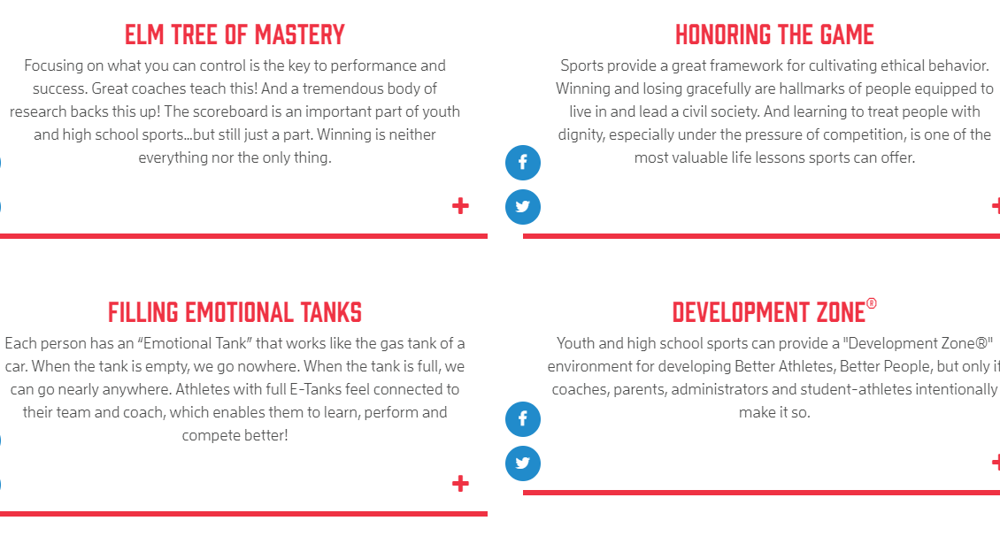 ELM TREE OF MASTERY
Focusing on what you can control is the key to performance and
success. Great coaches teach this! And a tremendous body of
research backs this up! The scoreboard is an important part of youth
and high school sports...but still just a part. Winning is neither
everything nor the only thing.
HONORING THE GAME
Sports provide a great framework for cultivating ethical behavior.
Winning and losing gracefully are hallmarks of people equipped to
live in and lead a civil society. And learning to treat people with
dignity, especially under the pressure of competition, is one of the
most valuable life lessons sports can offer.
FILLING EMOTIONAL TANKS
Each person has an “Emotional Tank” that works like the gas tank of a
car. When the tank is empty, we go nowhere. When the tank is full, we
can go nearly anywhere. Athletes with full E-Tanks feel connected to
their team and coach, which enables them to learn, perform and
compete better!
DEVELOPMENT ZONE®
Youth and high school sports can provide a "Development Zone®"
environment for developing Better Athletes, Better People, but only if
coaches, parents, administrators and student-athletes intentionally
make it so.